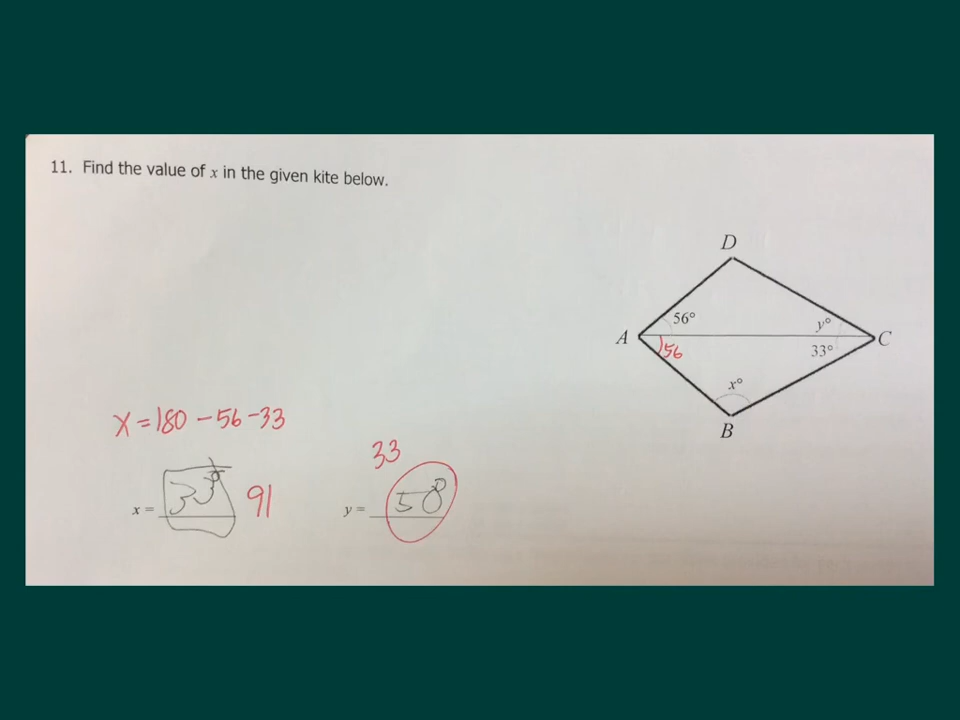 11. Find the value of x in the given kite below.
D
56°
y°
A
C
56
33°
x°
B
x = 180 - 56 - 33
33
x = 33° 91
y = 58